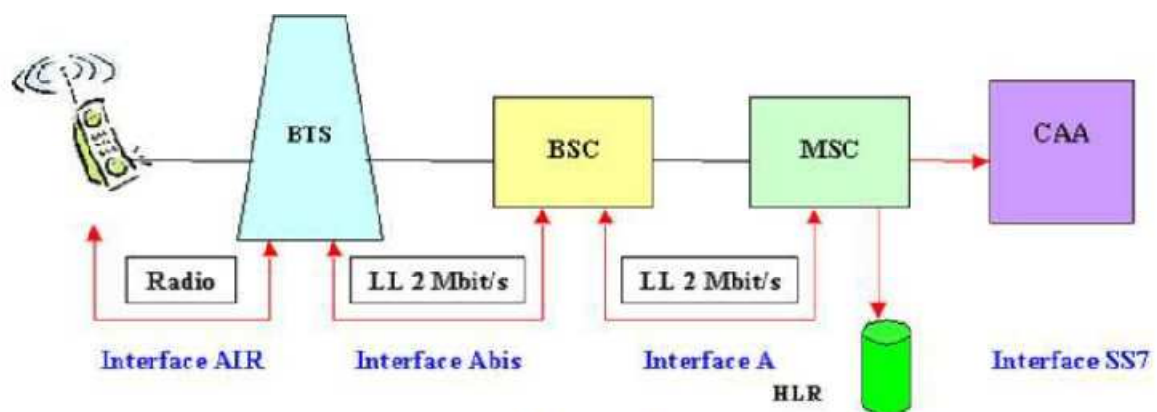 BTS
BSC
MSC
CAA
Radio
LL 2 Mbit/s
LL 2 Mbit/s
Interface AIR
Interface Abis
Interface A
Interface SS7
HLR